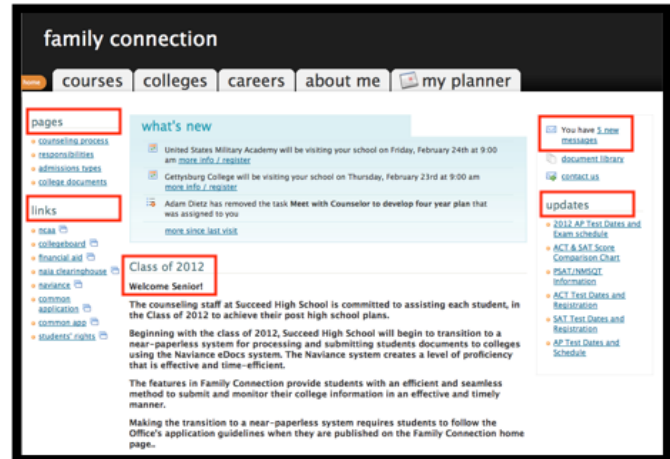 family connection
home
courses
colleges
careers
about me
my planner
pages
counseling process
responsibilities
admissions types
college documents
links
ncaa
collegeboard
financial aid
naia clearinghouse
naviance
common
application
common app
students' rights
what's new
United States Military Academy will be visiting your school on Friday, February 24th at 9:00
am more info / register
Gettysburg College will be visiting your school on Thursday, February 23rd at 9:00 am
more info / register
Adam Dietz has removed the task Meet with Counselor to develop four year plan that
was assigned to you
more since last visit
Class of 2012
Welcome Senior!
The counseling staff at Succeed High School is committed to assisting each student, in
the Class of 2012 to achieve their post high school plans.
Beginning with the class of 2012, Succeed High School will begin to transition to a
near-paperless system for processing and submitting students documents to colleges
using the Naviance eDocs system. The Naviance system creates a level of proficiency
that is effective and time-efficient.
The features in Family Connection provide students with an efficient and seamless
method to submit and monitor their college information in an effective and timely
manner.
Making the transition to a near-paperless system requires students to follow the
Office's application guidelines when they are published on the Family Connection home
page..
You have 5 new
messages
document library
contact us
updates
2012 AP Test Dates and
Exam schedule
ACT & SAT Score
Comparison Chart
PSAT/NMSQT
Information
ACT Test Dates and
Registration
SAT Test Dates and
Registration
AP Test Dates and
Schedule